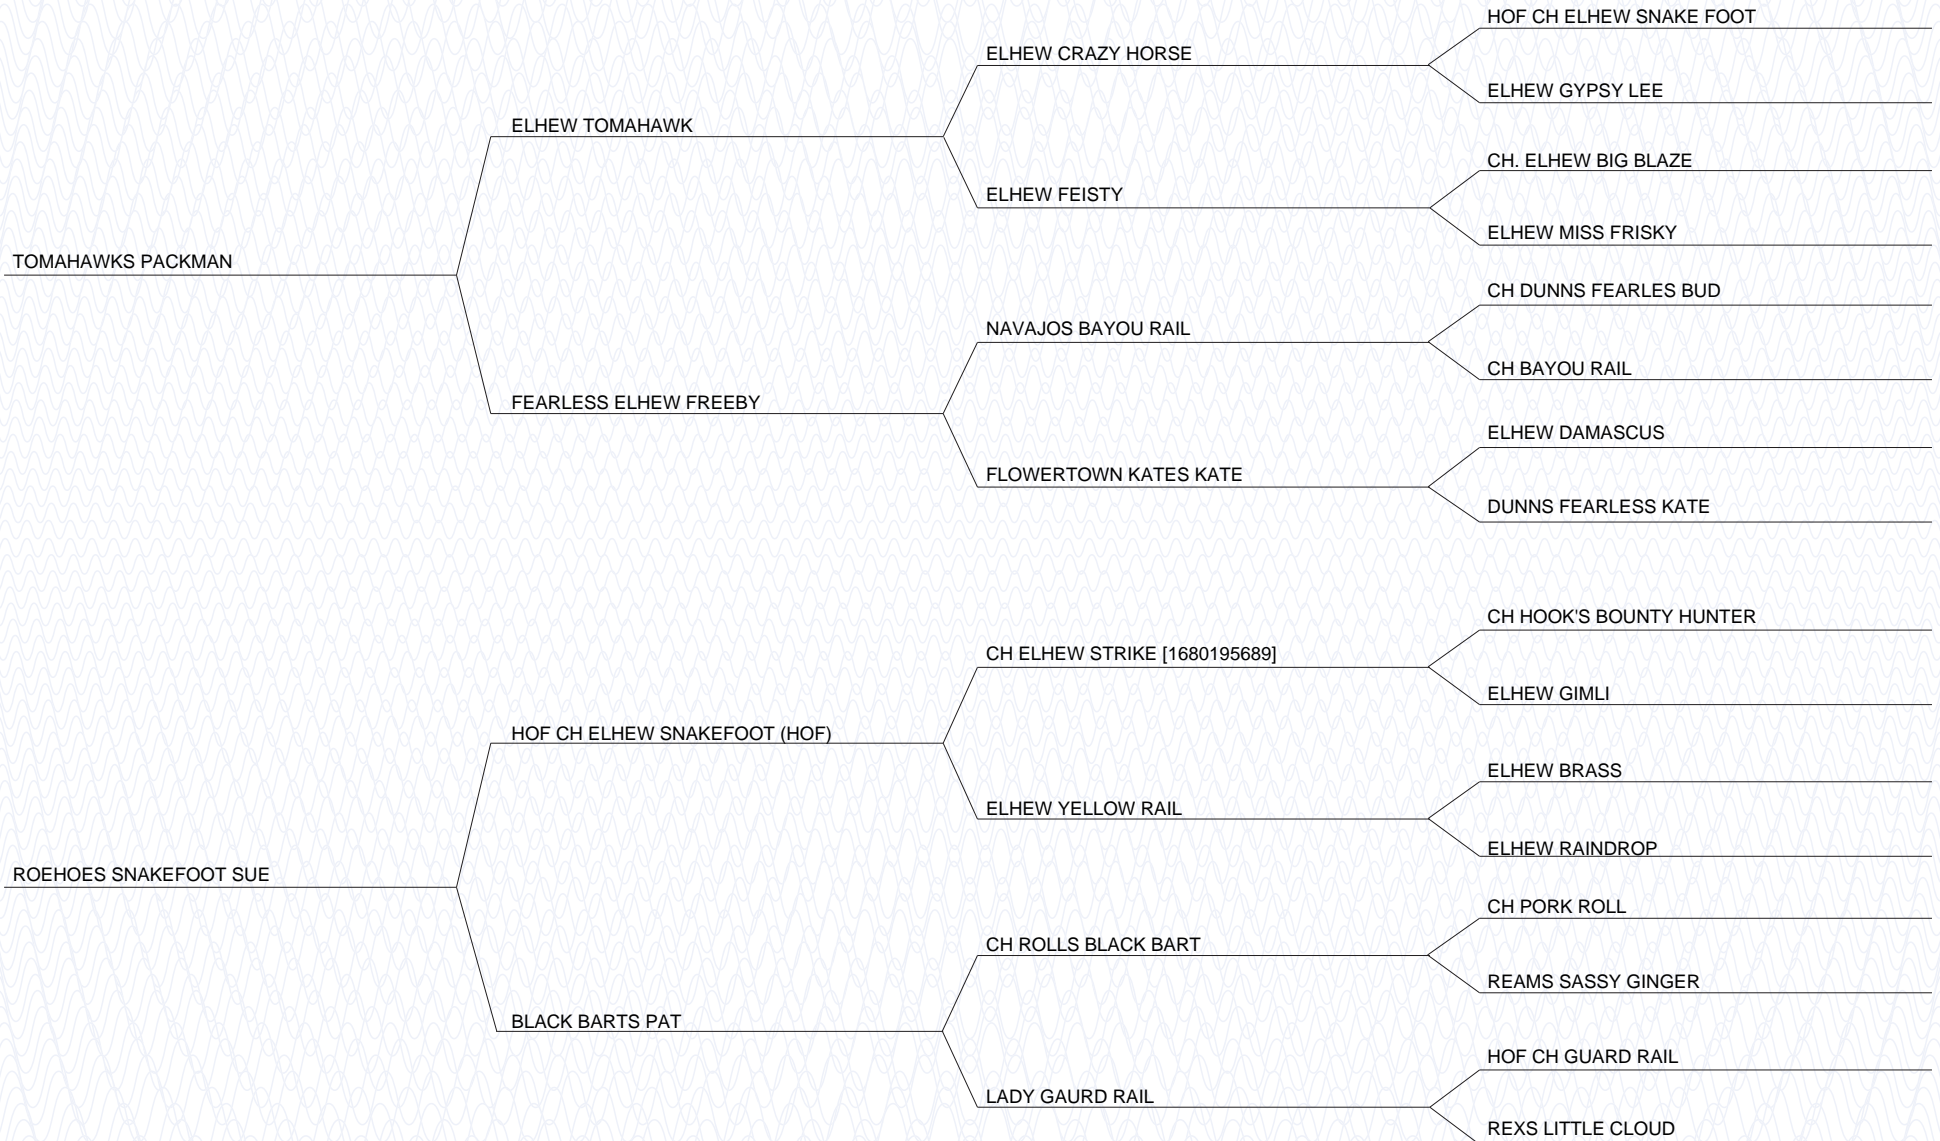 HOF CH ELHEW SNAKE FOOT
ELHEW CRAZY HORSE
ELHEW GYPSY LEE
ELHEW TOMAHAWK
CH. ELHEW BIG BLAZE
ELHEW FEISTY
ELHEW MISS FRISKY
TOMAHAWKS PACKMAN
CH DUNNS FEARLES BUD
NAVAJOS BAYOU RAIL
CH BAYOU RAIL
FEARLESS ELHEW FREEBY
ELHEW DAMASCUS
FLOWERTOWN KATES KATE
DUNNS FEARLESS KATE
CH HOOK'S BOUNTY HUNTER
CH ELHEW STRIKE [1680195689]
ELHEW GIMLI
HOF CH ELHEW SNAKEFOOT (HOF)
ELHEW BRASS
ELHEW YELLOW RAIL
ELHEW RAINDROP
ROEHOES SNAKEFOOT SUE
CH PORK ROLL
CH ROLLS BLACK BART
REAMS SASSY GINGER
BLACK BARTS PAT
HOF CH GUARD RAIL
LADY GAURD RAIL
REXS LITTLE CLOUD